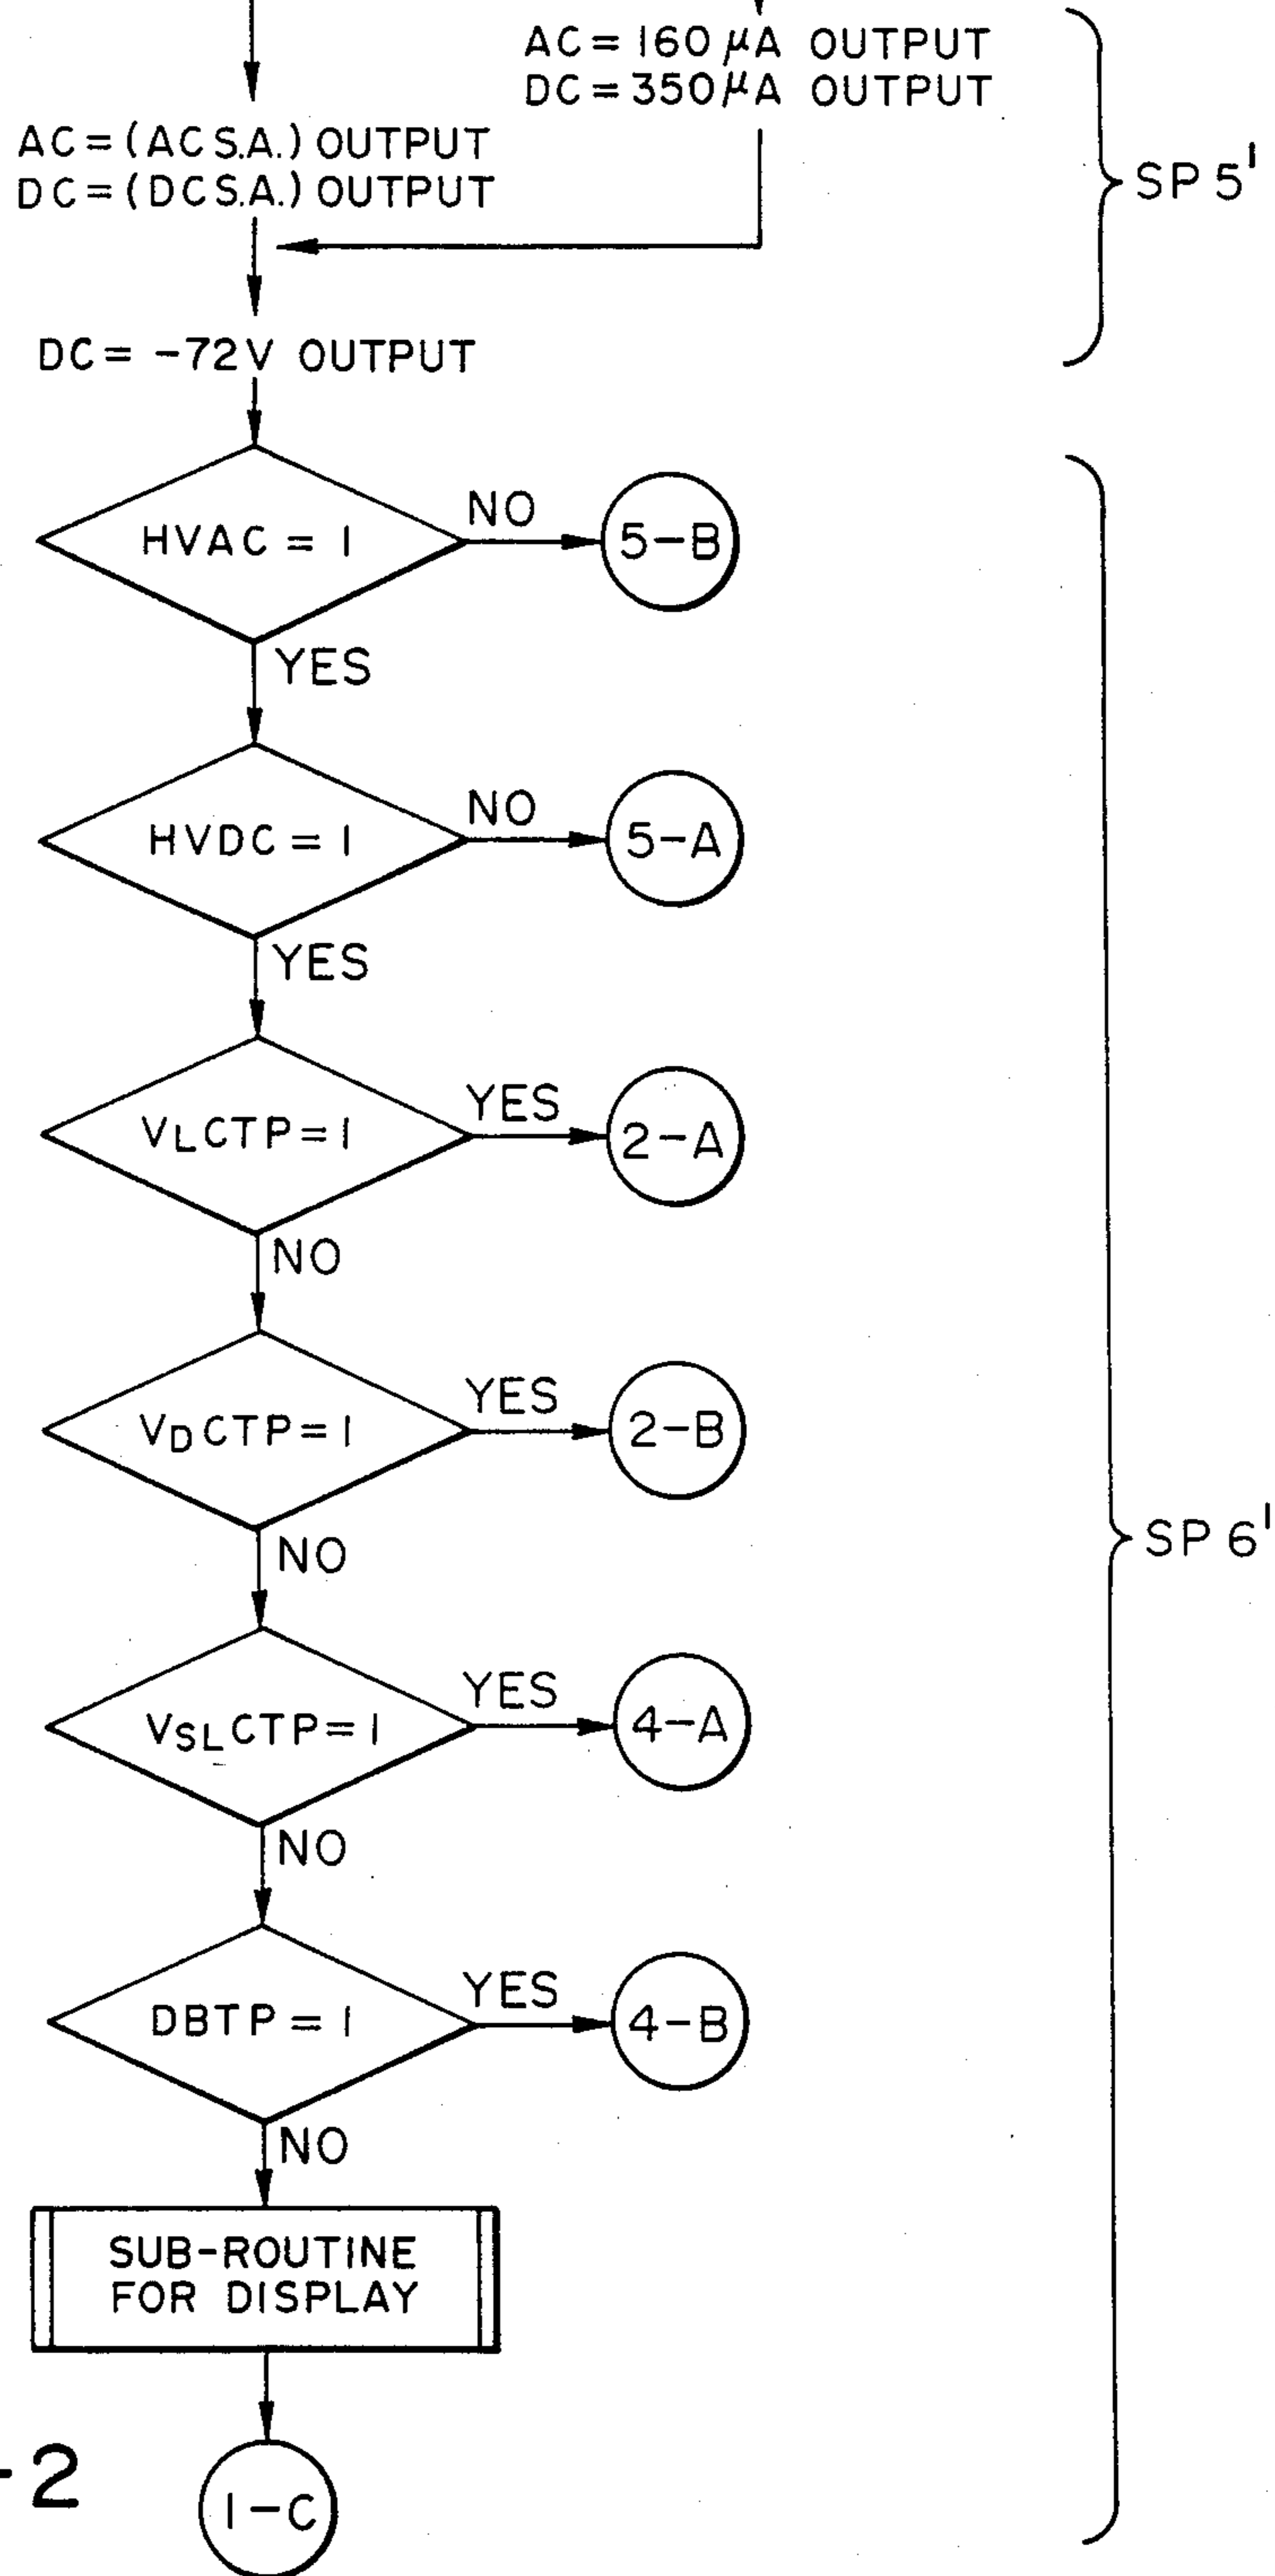 AC=160 μA OUTPUT
DC=350μA OUTPUT
AC=(AC S.A.) OUTPUT
DC=(DC S.A.) OUTPUT
SP 5'
DC= -72V OUTPUT
HVAC = 1
NO
5-B
YES
HVDC = 1
NO
5-A
YES
VLCTP=1
YES
2-A
NO
VDCTP=1
YES
2-B
NO
SP 6'
VSLCTP=1
YES
4-A
NO
DBTP = 1
YES
4-B
NO
SUB-ROUTINE
FOR DISPLAY
-2
1-C